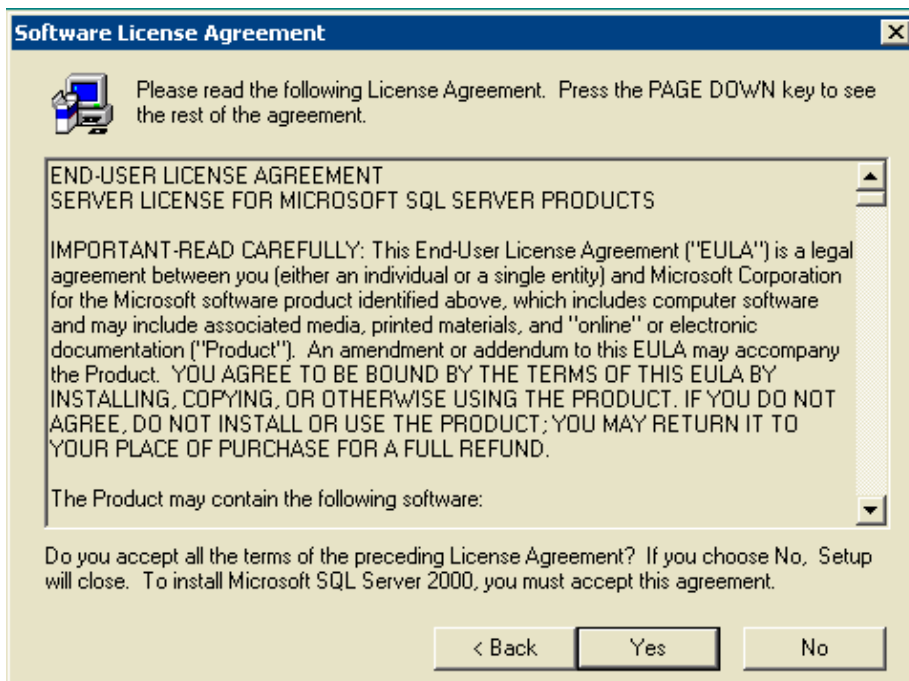 Software License Agreement
Please read the following License Agreement. Press the PAGE DOWN key to see
the rest of the agreement.
END-USER LICENSE AGREEMENT
SERVER LICENSE FOR MICROSOFT SQL SERVER PRODUCTS
IMPORTANT-READ CAREFULLY: This End-User License Agreement ("EULA") is a legal
agreement between you (either an individual or a single entity) and Microsoft Corporation
for the Microsoft software product identified above, which includes computer software
and may include associated media, printed materials, and "online" or electronic
documentation ("Product"). An amendment or addendum to this EULA may accompany
the Product. YOU AGREE TO BE BOUND BY THE TERMS OF THIS EULA BY
INSTALLING, COPYING, OR OTHERWISE USING THE PRODUCT. IF YOU DO NOT
AGREE, DO NOT INSTALL OR USE THE PRODUCT; YOU MAY RETURN IT TO
YOUR PLACE OF PURCHASE FOR A FULL REFUND.
The Product may contain the following software:
Do you accept all the terms of the preceding License Agreement? If you choose No, Setup
will close. To install Microsoft SQL Server 2000, you must accept this agreement.
< Back Yes No